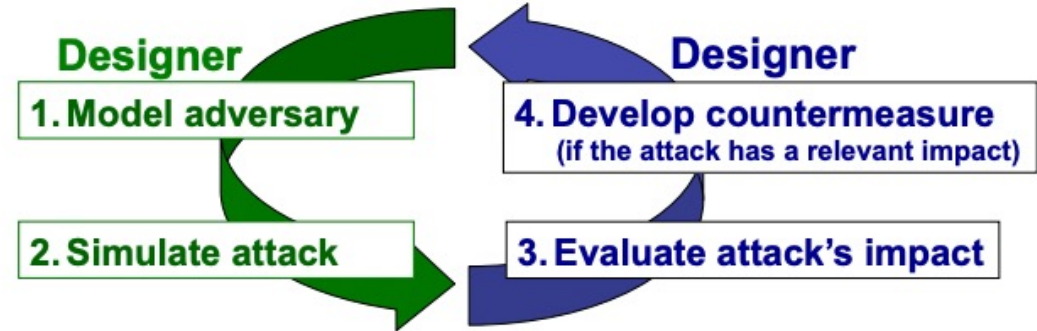 Designer
1. Model adversary
2. Simulate attack
Designer
4. Develop countermeasure
(if the attack has a relevant impact)
3. Evaluate attack's impact